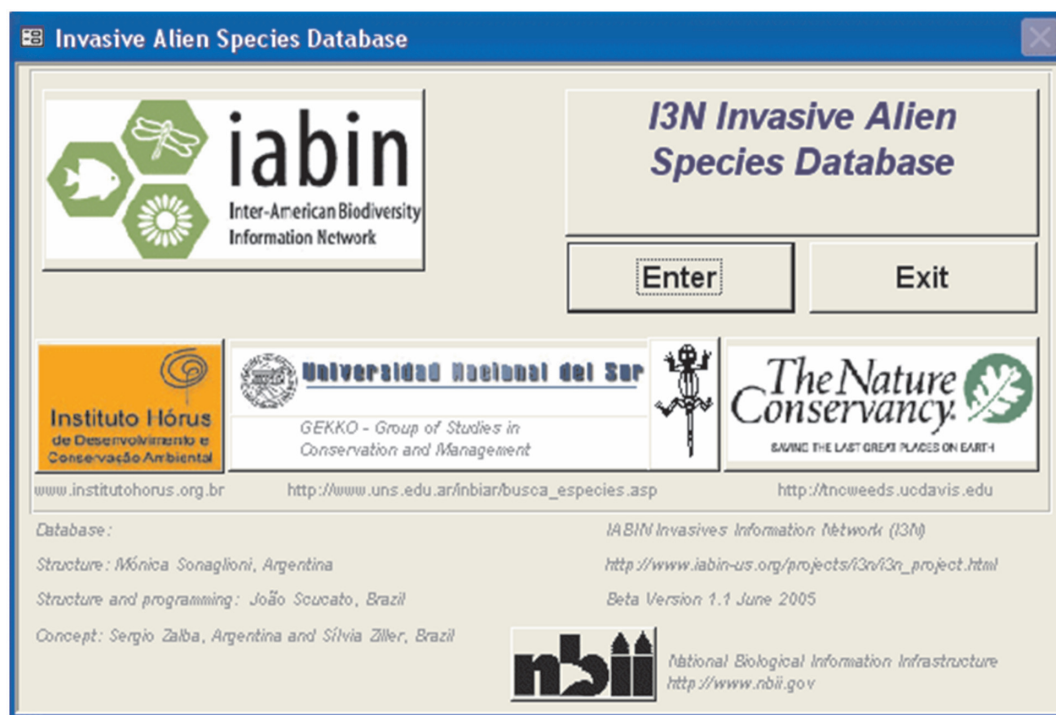 Invasive Alien Species Database
iabin
Inter-American Biodiversity
Information Network
I3N Invasive Alien
Species Database
Enter
Exit
Instituto Hórus
de Desenvolvimento e
Conservação Ambiental
Universidad Nacional del Sur
GEKKO - Group of Studies in
Conservation and Management
The Nature
Conservancy.
SAVING THE LAST GREAT PLACES ON EARTH
www.institutohorus.org.br
http://www.uns.edu.ar/inbiar/busca_especies.asp
http://tncweeds.ucdavis.edu
Database:
Structure: Mónica Sonaglioni, Argentina
Structure and programming: João Scucato, Brazil
Concept: Sergio Zalba, Argentina and Sílvia Ziller, Brazil
IABIN Invasives Information Network (I3N)
http://www.iabin-us.org/projects/i3n/i3n_project.html
Beta Version 1.1 June 2005
nbii
National Biological Information Infrastructure
http://www.nbii.gov